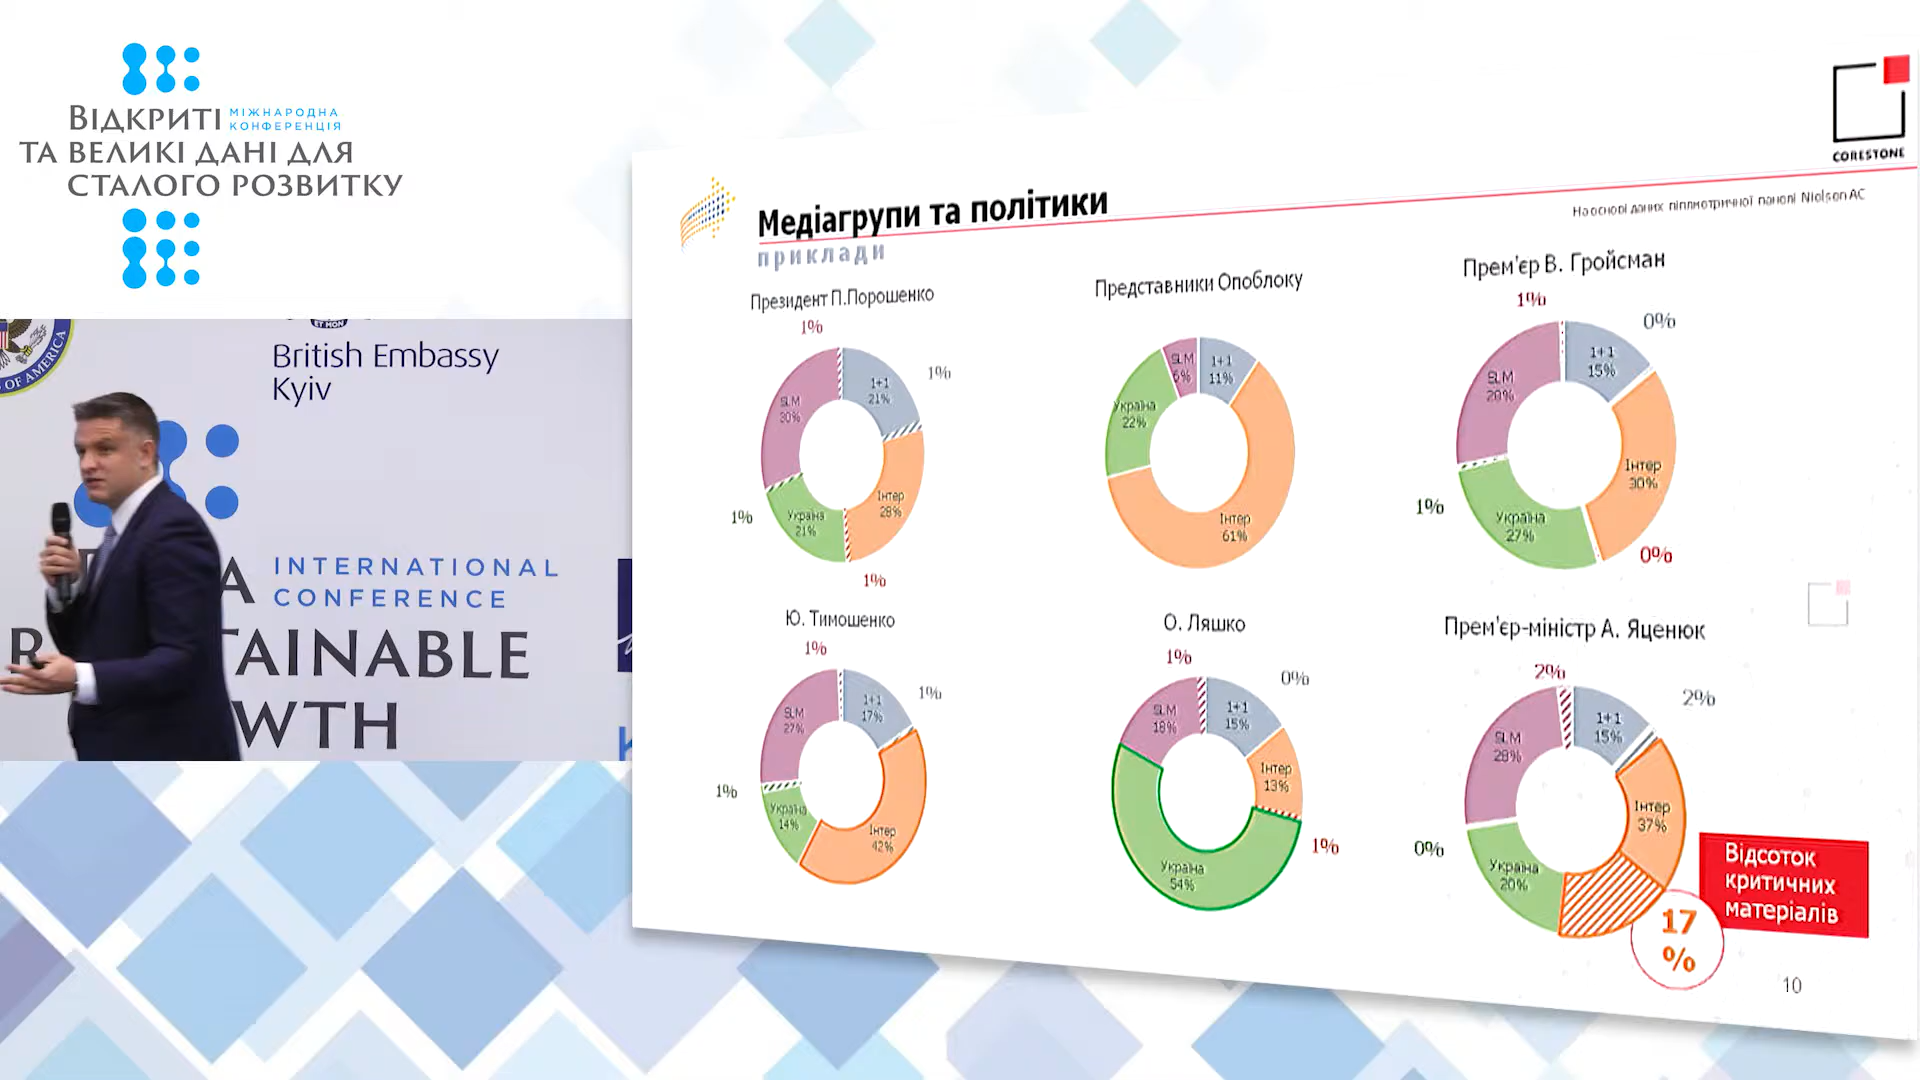 ВІДКРИТІ МІЖНАРОДНА КОНФЕРЕНЦІЯ
ТА ВЕЛИКІ ДАНІ ДЛЯ
СТАЛОГО РОЗВИТКУ
OF AMERICA
ET MON
British Embassy
Kyiv
A INTERNATIONAL
CONFERENCE
R TAINABLE
WTH
CORESTONE
Медіагрупи та політики
приклади
На основі даних піплметричної панелі Nielsen AC
Президент П.Порошенко
1%
1%
1+1
21%
SLM
30%
Інтер
28%
Україна
21%
1%
1%
Представники Опоблоку
SLM
6%
1+1
11%
Україна
22%
Інтер
61%
Прем'єр В. Гройсман
1%
0%
1+1
15%
SLM
28%
Інтер
30%
1%
Україна
27%
0%
Ю. Тимошенко
1%
1%
1+1
17%
SLM
27%
1%
Україна
14%
Інтер
42%
О. Ляшко
1%
0%
SLM
18%
1+1
15%
Інтер
13%
1%
Україна
54%
Прем'єр-міністр А. Яценюк
2%
2%
1+1
15%
SLM
28%
Інтер
37%
0%
Україна
20%
Відсоток
критичних
матеріалів
17
%
10